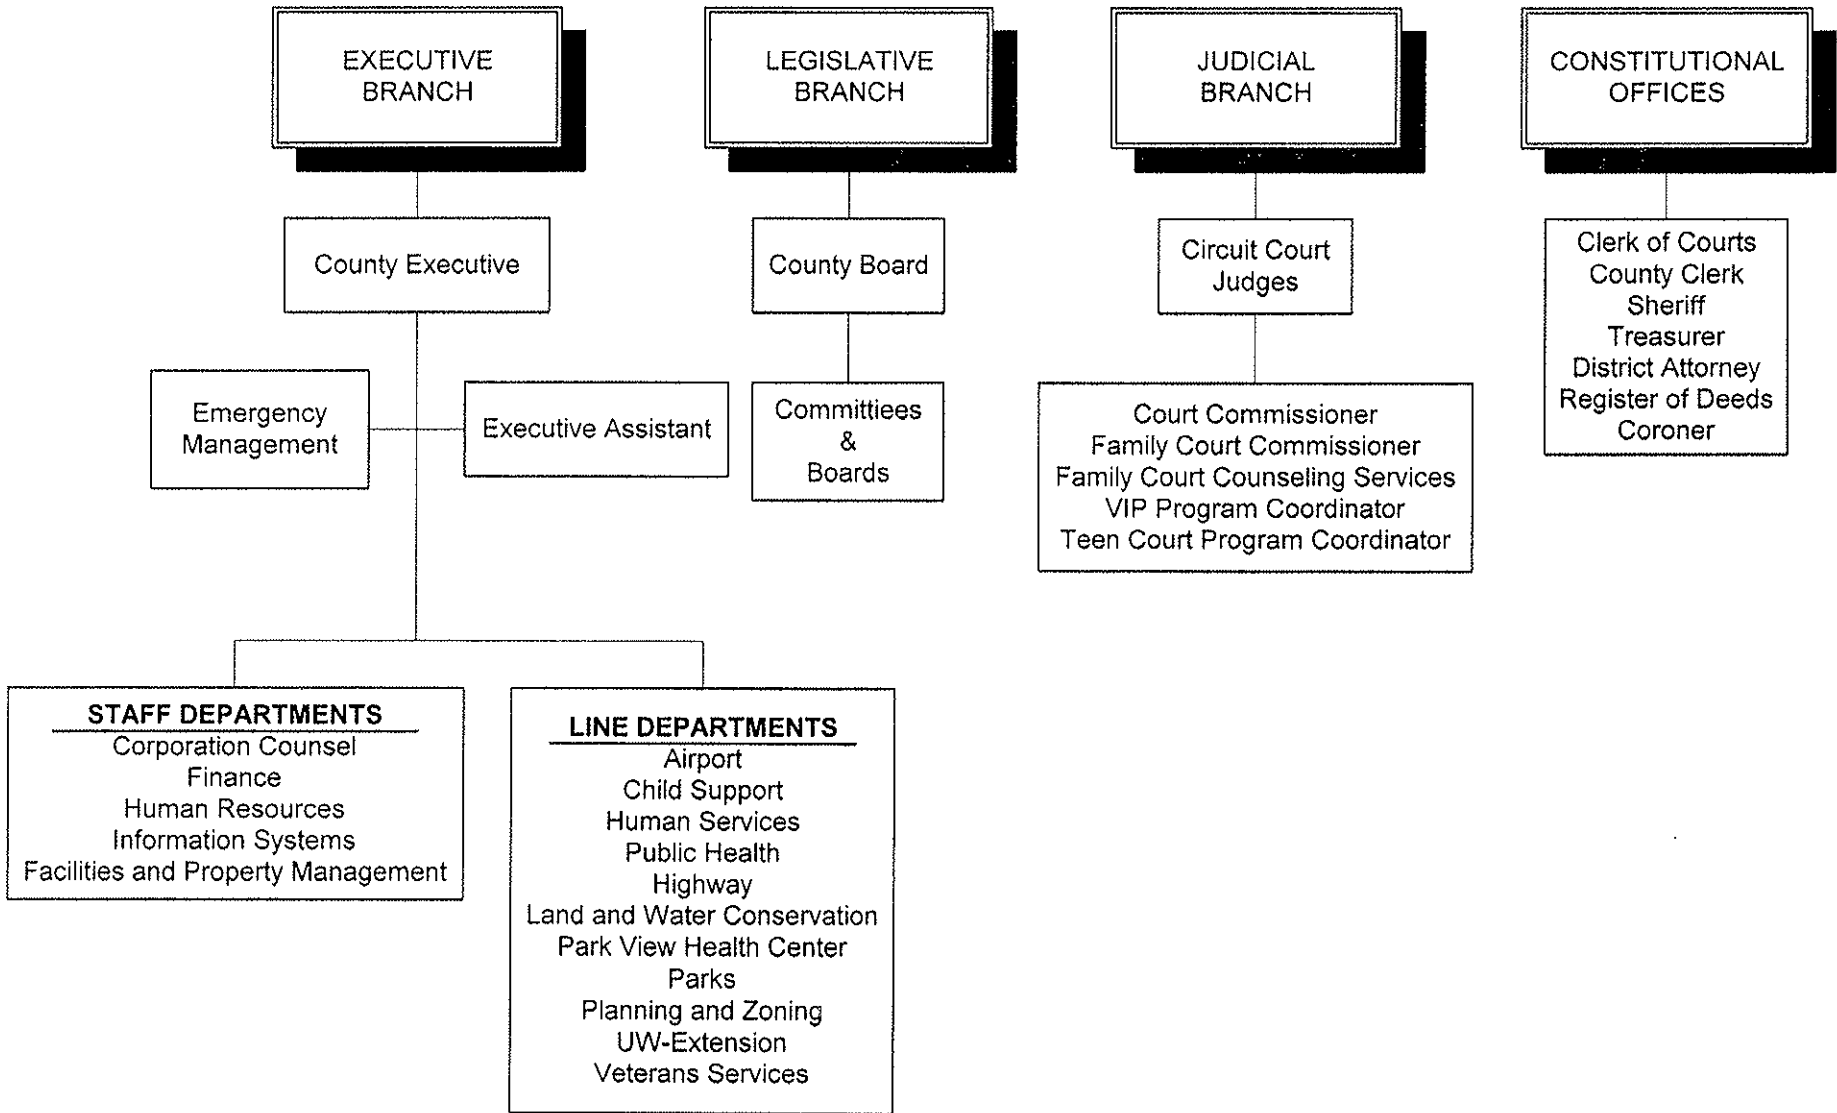 EXECUTIVE
BRANCH
County Executive
Emergency
Management
Executive Assistant
STAFF DEPARTMENTS
Corporation Counsel
Finance
Human Resources
Information Systems
Facilities and Property Management
LINE DEPARTMENTS
Airport
Child Support
Human Services
Public Health
Highway
Land and Water Conservation
Park View Health Center
Parks
Planning and Zoning
UW-Extension
Veterans Services
LEGISLATIVE
BRANCH
County Board
Committiees
&
Boards
JUDICIAL
BRANCH
Circuit Court
Judges
Court Commissioner
Family Court Commissioner
Family Court Counseling Services
VIP Program Coordinator
Teen Court Program Coordinator
CONSTITUTIONAL
OFFICES
Clerk of Courts
County Clerk
Sheriff
Treasurer
District Attorney
Register of Deeds
Coroner